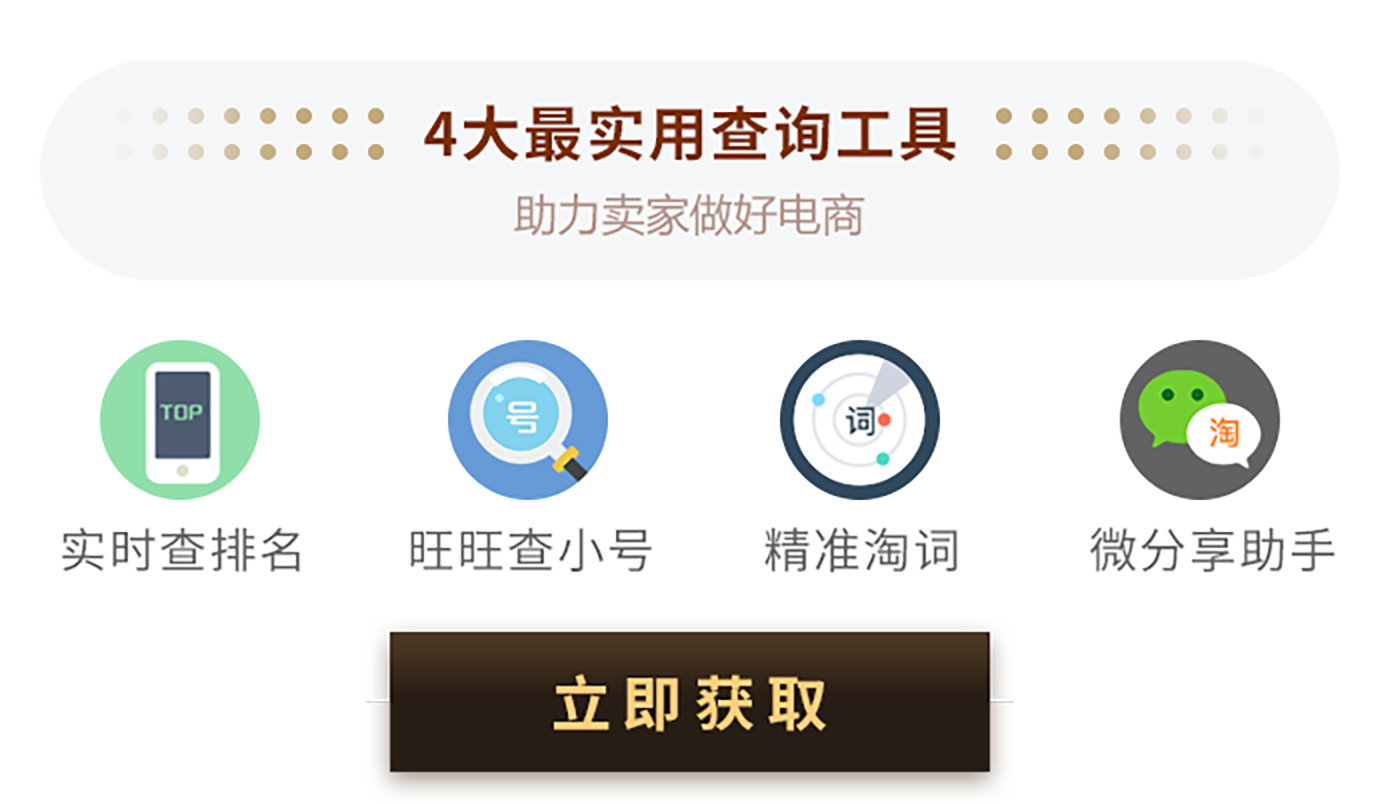 4大最实用查询工具
助力卖家做好电商
TOP
号
词
淘
实时查排名
旺旺查小号
精准淘词
微分享助手
立即获取